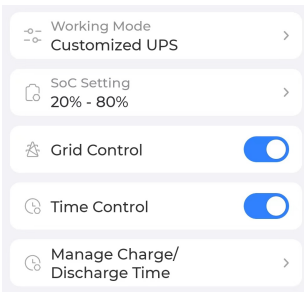 Working Mode
Customized UPS
SoC Setting
20% - 80%
Grid Control
Time Control
Manage Charge/
Discharge Time